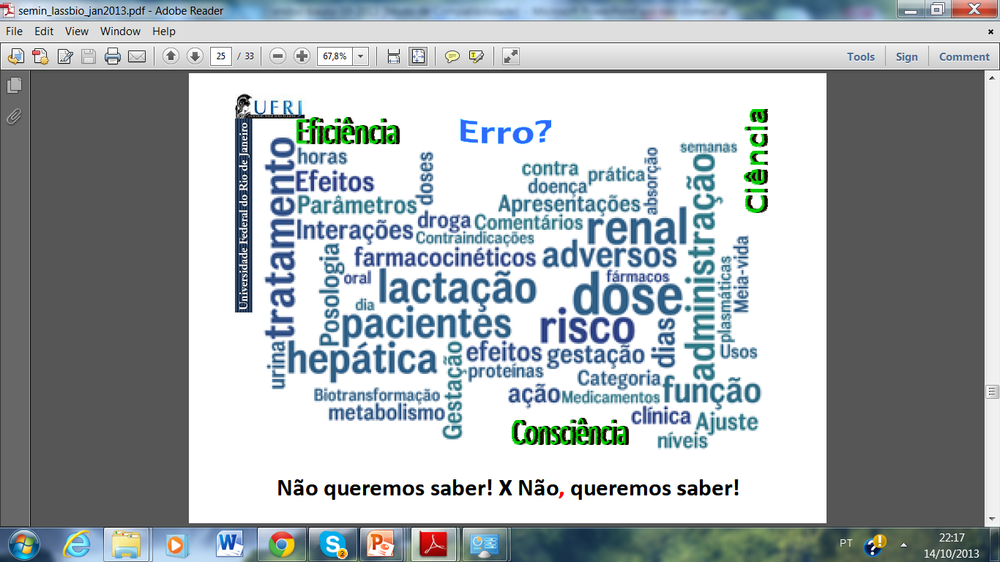 semin_lassbio_jan2013.pdf - Adobe Reader
File Edit View Window Help
25 / 33 67,8% Tools Sign Comment
UFRJ
Universidade Federal do Rio de Janeiro
Eficiência
Erro?
Ciência
tratamento
horas
Efeitos
Parâmetros
Interações
doses
droga
contra
doença
prática
absorção
semanas
Apresentações
Comentários
Contraindicações
renal
administração
farmacocinéticos
adversos
Posologia
oral
lactação
fármacos
dose
plasmáticas
Meia-vida
dia
pacientes
risco
dias
urina
hepática
Gestação
efeitos
gestação
Usos
proteínas
Categoria
Biotransformação
ação
Medicamentos
função
metabolismo
clínica
Ajuste
Consciência
níveis
Não queremos saber! X Não, queremos saber!
2
PT
22:17
14/10/2013